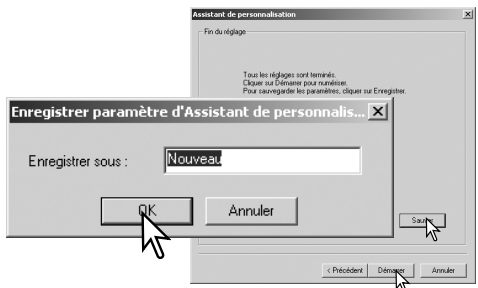 Assistant de personnalisation
Fin du réglage
Tous les réglages sont terminés.
Cliquer sur Démarrer pour numériser.
Pour sauvegarder les paramètres, cliquer sur Enregistrer.
Enregistrer paramètre d'Assistant de personnalis...
Enregistrer sous :
Nouveau
OK
Annuler
< Précédent
Démarrer
Annuler